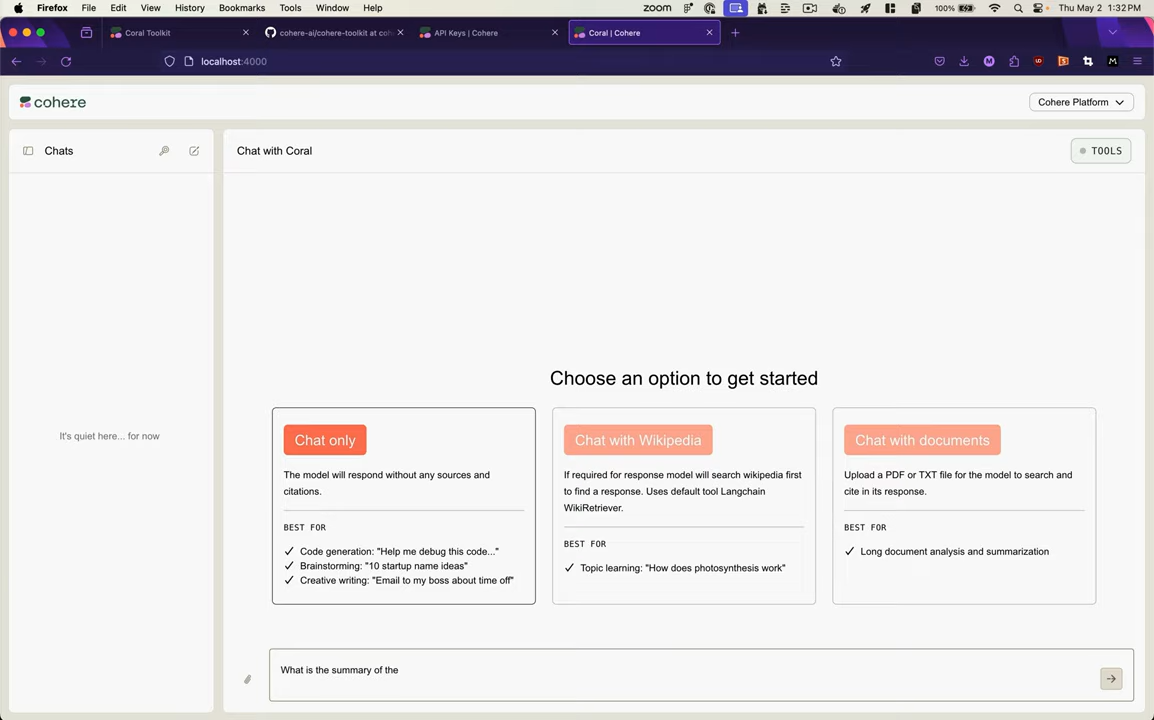 Firefox File Edit View History Bookmarks Tools Window Help zoom 100% Thu May 2 1:32 PM
Coral Toolkit cohere-ai/cohere-toolkit at coh API Keys | Cohere Coral | Cohere
localhost:4000
cohere Cohere Platform
Chats
Chat with Coral TOOLS
It's quiet here... for now
Choose an option to get started
Chat only
The model will respond without any sources and
citations.
BEST FOR
Code generation: "Help me debug this code..."
Brainstorming: "10 startup name ideas"
Creative writing: "Email to my boss about time off"
Chat with Wikipedia
If required for response model will search wikipedia first
to find a response. Uses default tool Langchain
WikiRetriever.
BEST FOR
Topic learning: "How does photosynthesis work"
Chat with documents
Upload a PDF or TXT file for the model to search and
cite in its response.
BEST FOR
Long document analysis and summarization
What is the summary of the